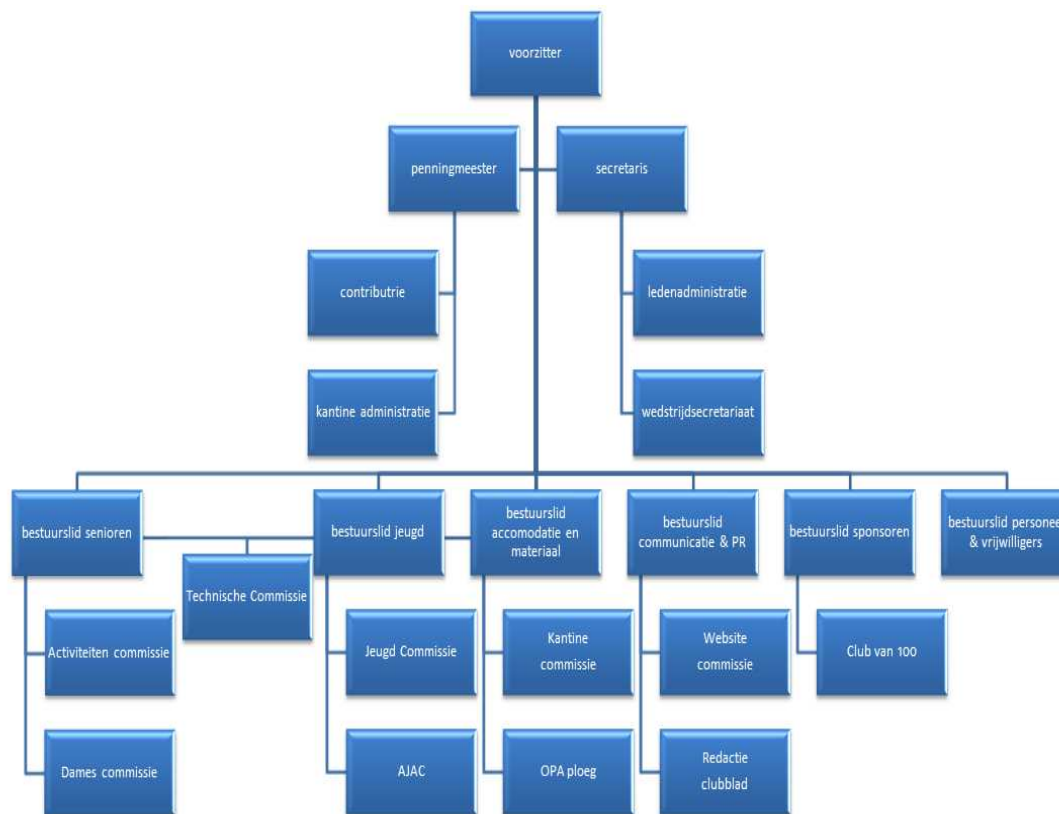 voorzitter
penningmeester
secretaris
contributrie
ledenadministratie
kantine administratie
wedstrijdsecretariaat
bestuurslid senioren
bestuurslid jeugd
bestuurslid
accomodatie en
materiaal
bestuurslid
communicatie & PR
bestuurslid sponsoren
bestuurslid personee
& vrijwilligers
Technische Commissie
Activiteiten commissie
Jeugd Commissie
Kantine
commissie
Website
commissie
Club van 100
Dames commissie
AJAC
OPA ploeg
Redactie
clubblad